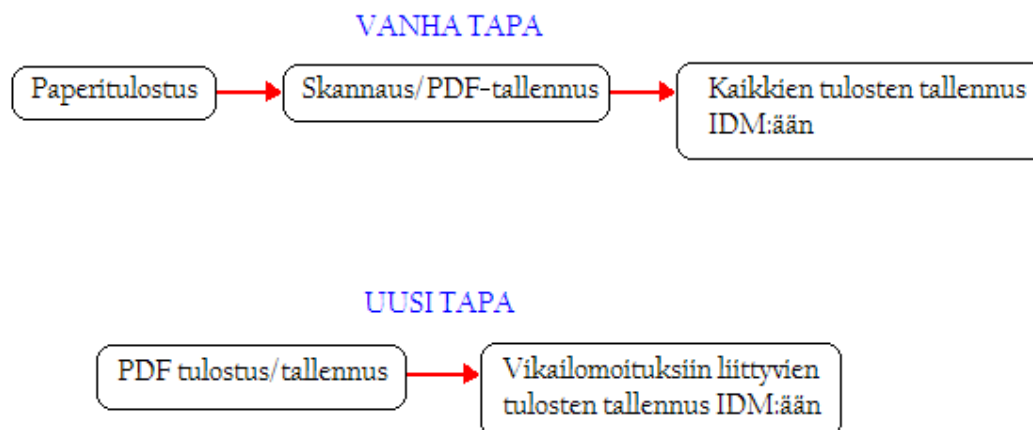 VANHA TAPA
Paperitulostus
Skannaus/PDF-tallennus
Kaikkien tulosten tallennus
IDM:ään
UUSI TAPA
PDF tulostus/tallennus
Vikailomoituksiin liittyvien
tulosten tallennus IDM:ään